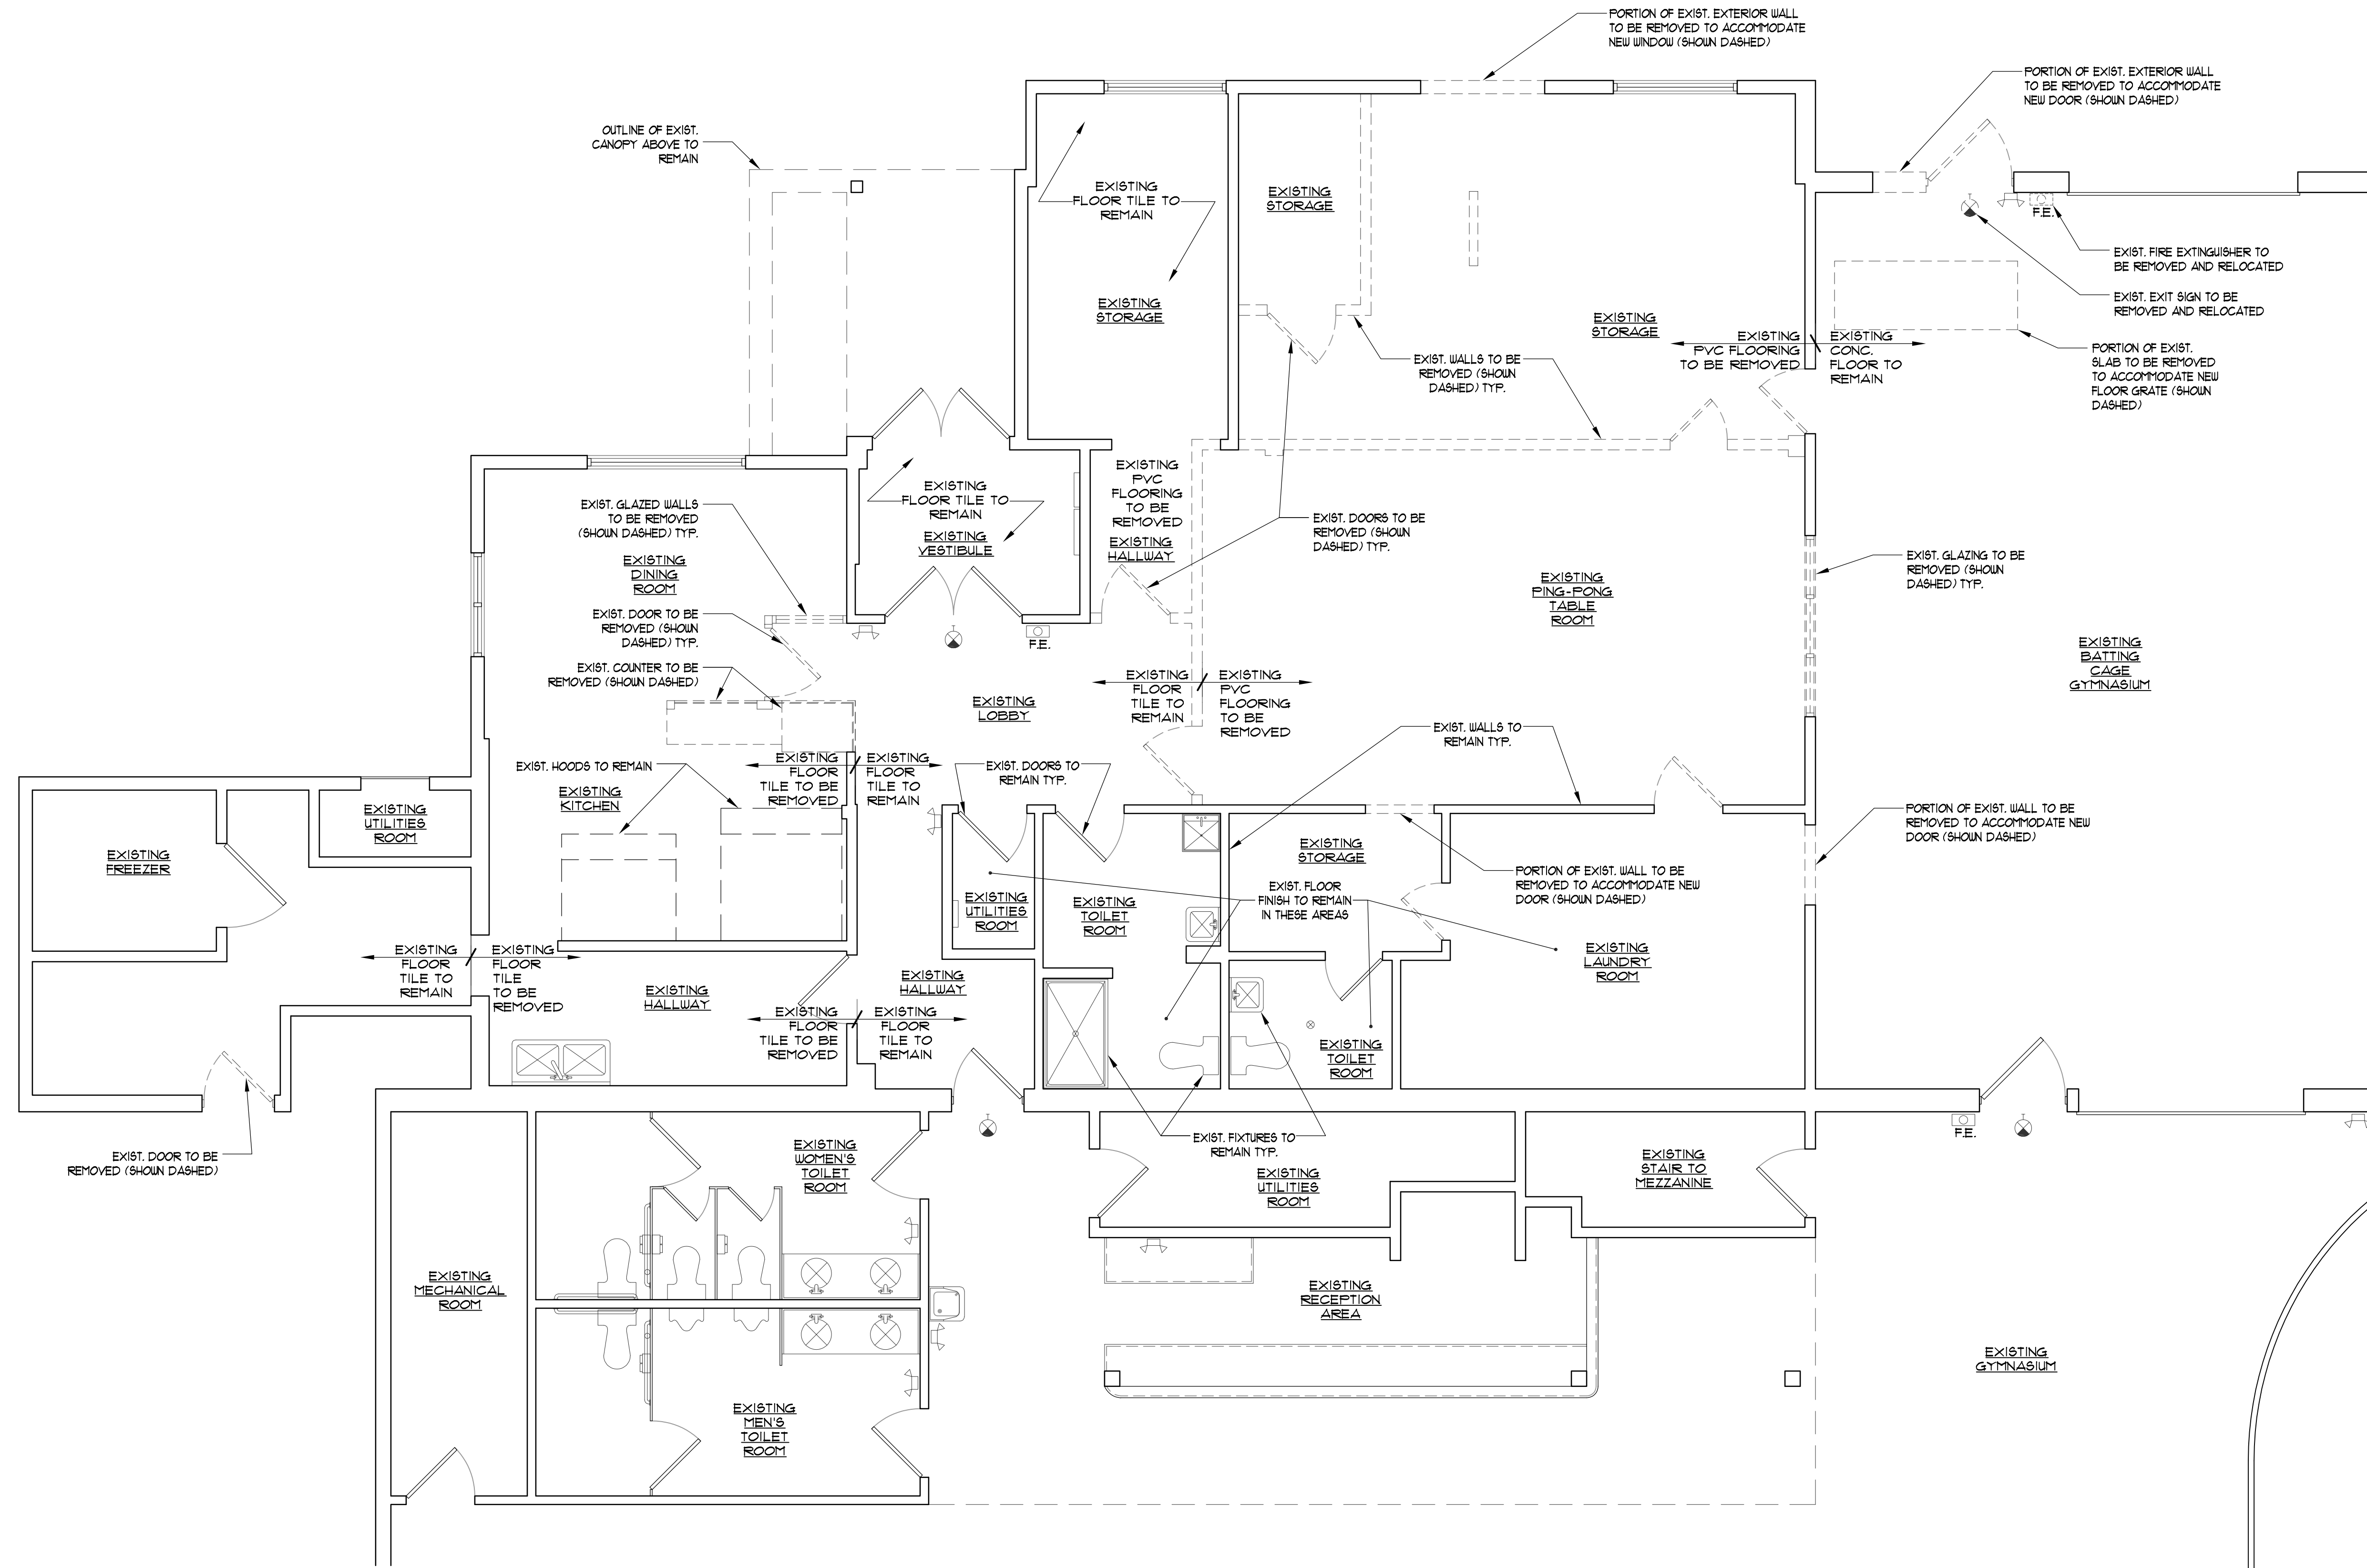 PORTION OF EXIST. EXTERIOR WALL
TO BE REMOVED TO ACCOMMODATE
NEW WINDOW (SHOWN DASHED)
PORTION OF EXIST. EXTERIOR WALL
TO BE REMOVED TO ACCOMMODATE
NEW DOOR (SHOWN DASHED)
OUTLINE OF EXIST.
CANOPY ABOVE TO
REMAIN
EXISTING
FLOOR TILE TO
REMAIN
EXISTING
STORAGE
EXISTING
STORAGE
EXISTING
STORAGE
F.E.
EXIST. FIRE EXTINGUISHER TO
BE REMOVED AND RELOCATED
EXIST. EXIT SIGN TO BE
REMOVED AND RELOCATED
EXISTING
PVC FLOORING
TO BE REMOVED
EXISTING
CONC.
FLOOR TO
REMAIN
PORTION OF EXIST.
SLAB TO BE REMOVED
TO ACCOMMODATE NEW
FLOOR GRATE (SHOWN
DASHED)
EXIST. WALLS TO BE
REMOVED (SHOWN
DASHED) TYP.
EXIST. GLAZED WALLS
TO BE REMOVED
(SHOWN DASHED) TYP.
EXISTING
FLOOR TILE TO
REMAIN
EXISTING
VESTIBULE
EXISTING
PVC
FLOORING
TO BE
REMOVED
EXISTING
HALLWAY
EXIST. DOORS TO BE
REMOVED (SHOWN
DASHED) TYP.
EXISTING
DINING
ROOM
EXISTING
PING-PONG
TABLE
ROOM
EXIST. GLAZING TO BE
REMOVED (SHOWN
DASHED) TYP.
EXIST. DOOR TO BE
REMOVED (SHOWN
DASHED) TYP.
F.E.
EXISTING
BATTING
CAGE
GYMNASIUM
EXIST. COUNTER TO BE
REMOVED (SHOWN DASHED)
EXISTING
LOBBY
EXISTING
FLOOR
TILE TO
REMAIN
EXISTING
PVC
FLOORING
TO BE
REMOVED
EXIST. WALLS TO
REMAIN TYP.
EXIST. HOODS TO REMAIN
EXISTING
FLOOR
TILE TO BE
REMOVED
EXISTING
FLOOR
TILE TO
REMAIN
EXIST. DOORS TO
REMAIN TYP.
EXISTING
KITCHEN
EXISTING
UTILITIES
ROOM
EXISTING
FREEZER
EXISTING
STORAGE
PORTION OF EXIST. WALL TO BE
REMOVED TO ACCOMMODATE NEW
DOOR (SHOWN DASHED)
PORTION OF EXIST. WALL TO BE
REMOVED TO ACCOMMODATE NEW
DOOR (SHOWN DASHED)
EXISTING
UTILITIES
ROOM
EXISTING
TOILET
ROOM
EXIST. FLOOR
FINISH TO REMAIN
IN THESE AREAS
EXISTING
LAUNDRY
ROOM
EXISTING
FLOOR
TILE TO
REMAIN
EXISTING
FLOOR
TILE
TO BE
REMOVED
EXISTING
HALLWAY
EXISTING
HALLWAY
EXISTING
FLOOR
TILE TO BE
REMOVED
EXISTING
FLOOR
TILE TO
REMAIN
EXISTING
TOILET
ROOM
EXIST. DOOR TO BE
REMOVED (SHOWN DASHED)
EXISTING
WOMEN'S
TOILET
ROOM
EXIST. FIXTURES TO
REMAIN TYP.
EXISTING
UTILITIES
ROOM
EXISTING
STAIR TO
MEZZANINE
F.E.
EXISTING
MECHANICAL
ROOM
EXISTING
RECEPTION
AREA
EXISTING
GYMNASIUM
EXISTING
MEN'S
TOILET
ROOM